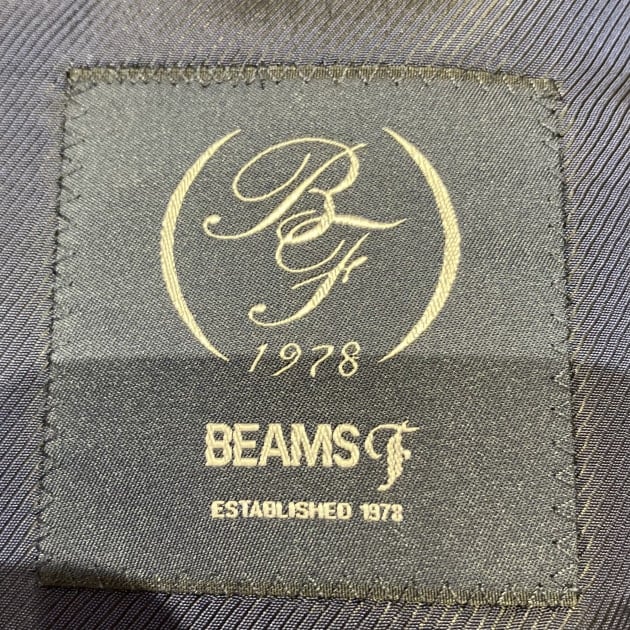 BF
1978
BEAMS F
ESTABLISHED 1978